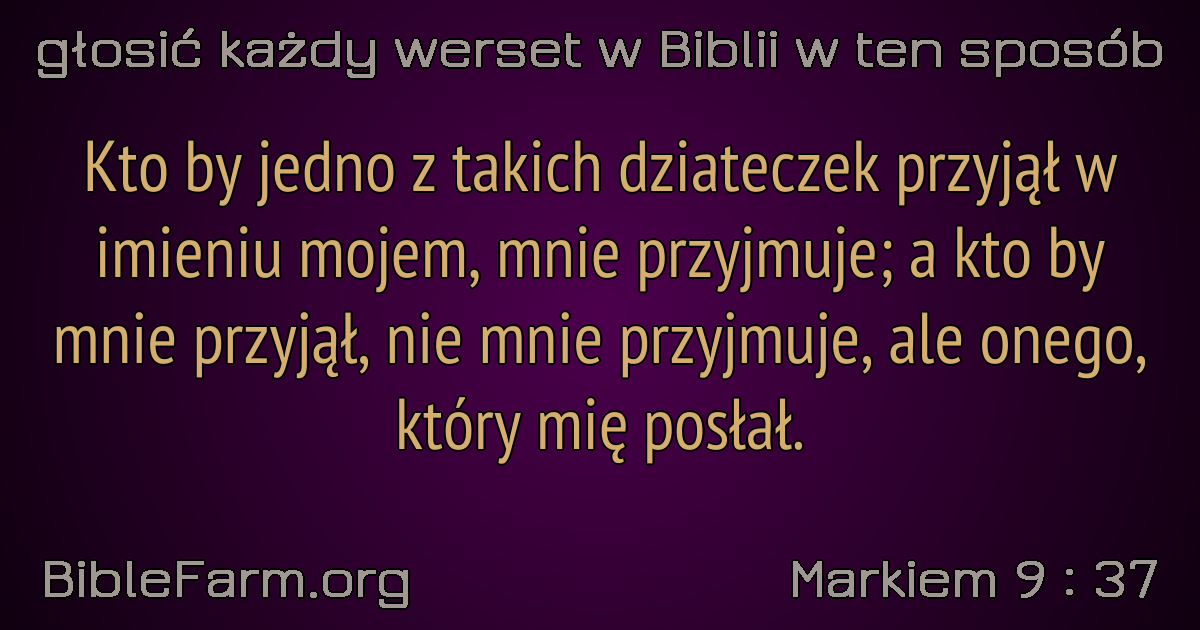 głosić każdy werset w Biblii w ten sposób
Kto by jedno z takich dziateczek przyjął w
imieniu mojem, mnie przyjmuje; a kto by
mnie przyjął, nie mnie przyjmuje, ale onego,
który mię posłał.
BibleFarm.org
Markiem 9 : 37